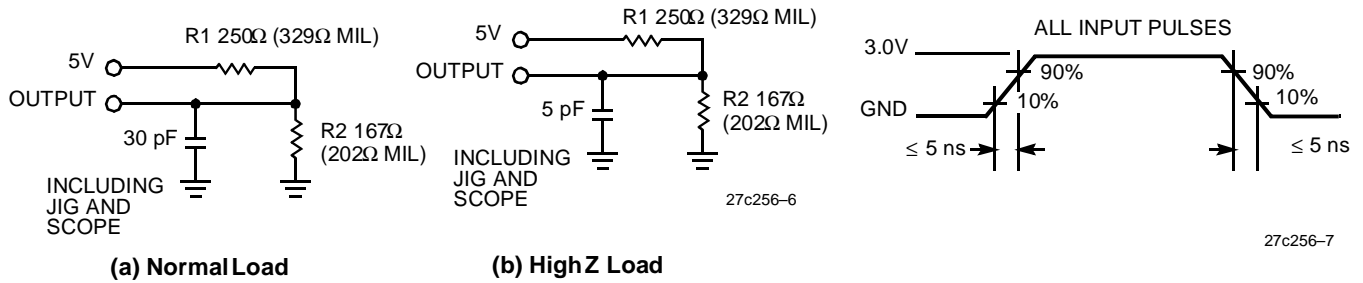 R1 250Ω (329Ω MIL)
5V
OUTPUT
30 pF
R2 167Ω
(202Ω MIL)
INCLUDING
JIG AND
SCOPE
(a) Normal Load
R1 250Ω (329Ω MIL)
5V
OUTPUT
5 pF
R2 167Ω
(202Ω MIL)
INCLUDING
JIG AND
SCOPE
27c256–6
(b) High Z Load
ALL INPUT PULSES
3.0V
90%
10%
90%
10%
GND
≤ 5 ns
≤ 5 ns
27c256–7